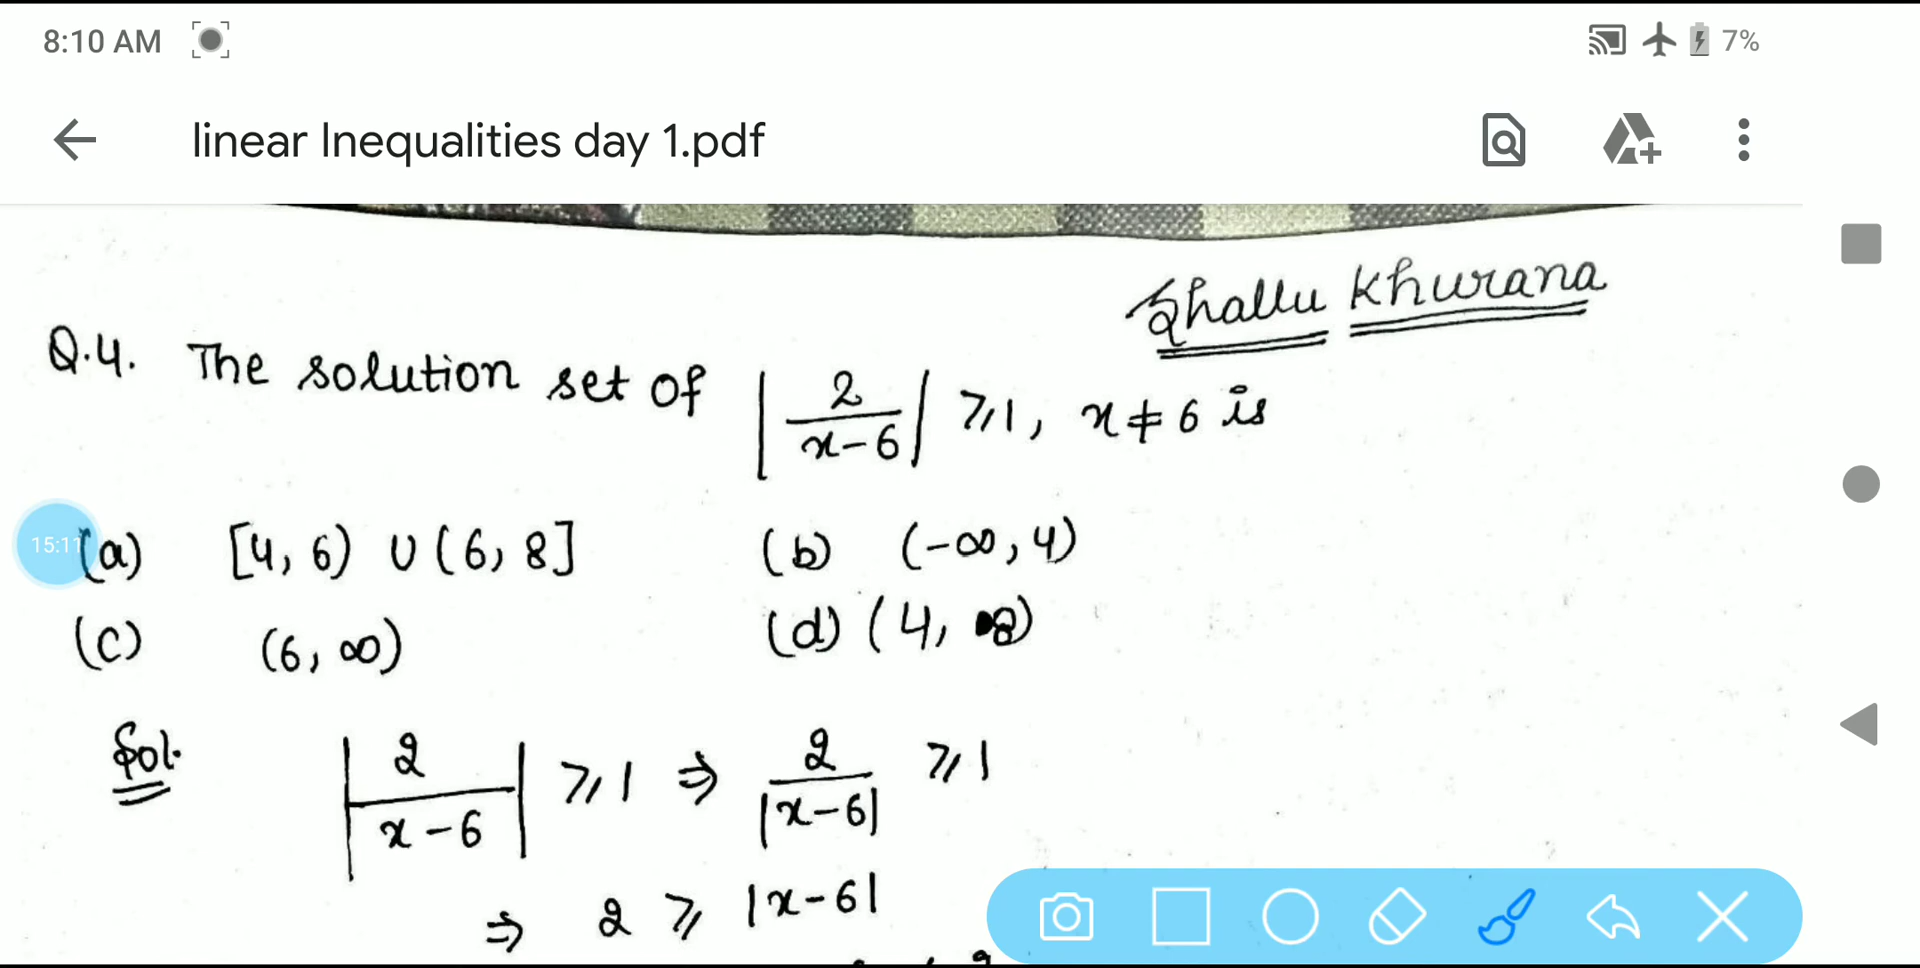 8:10 AM 7%
linear Inequalities day 1.pdf
Shallu Khurana
Q.4. The solution set of |2/(x-6)| ⩾ 1, x ≠ 6 is
15:11
(a) [4, 6) ∪ (6, 8] (b) (-∞, 4)
(c) (6, ∞) (d) (4, ∞)
Sol. |2/(x-6)| ⩾ 1 ⇒ 2/|x-6| ⩾ 1
⇒ 2 ⩾ |x-6|